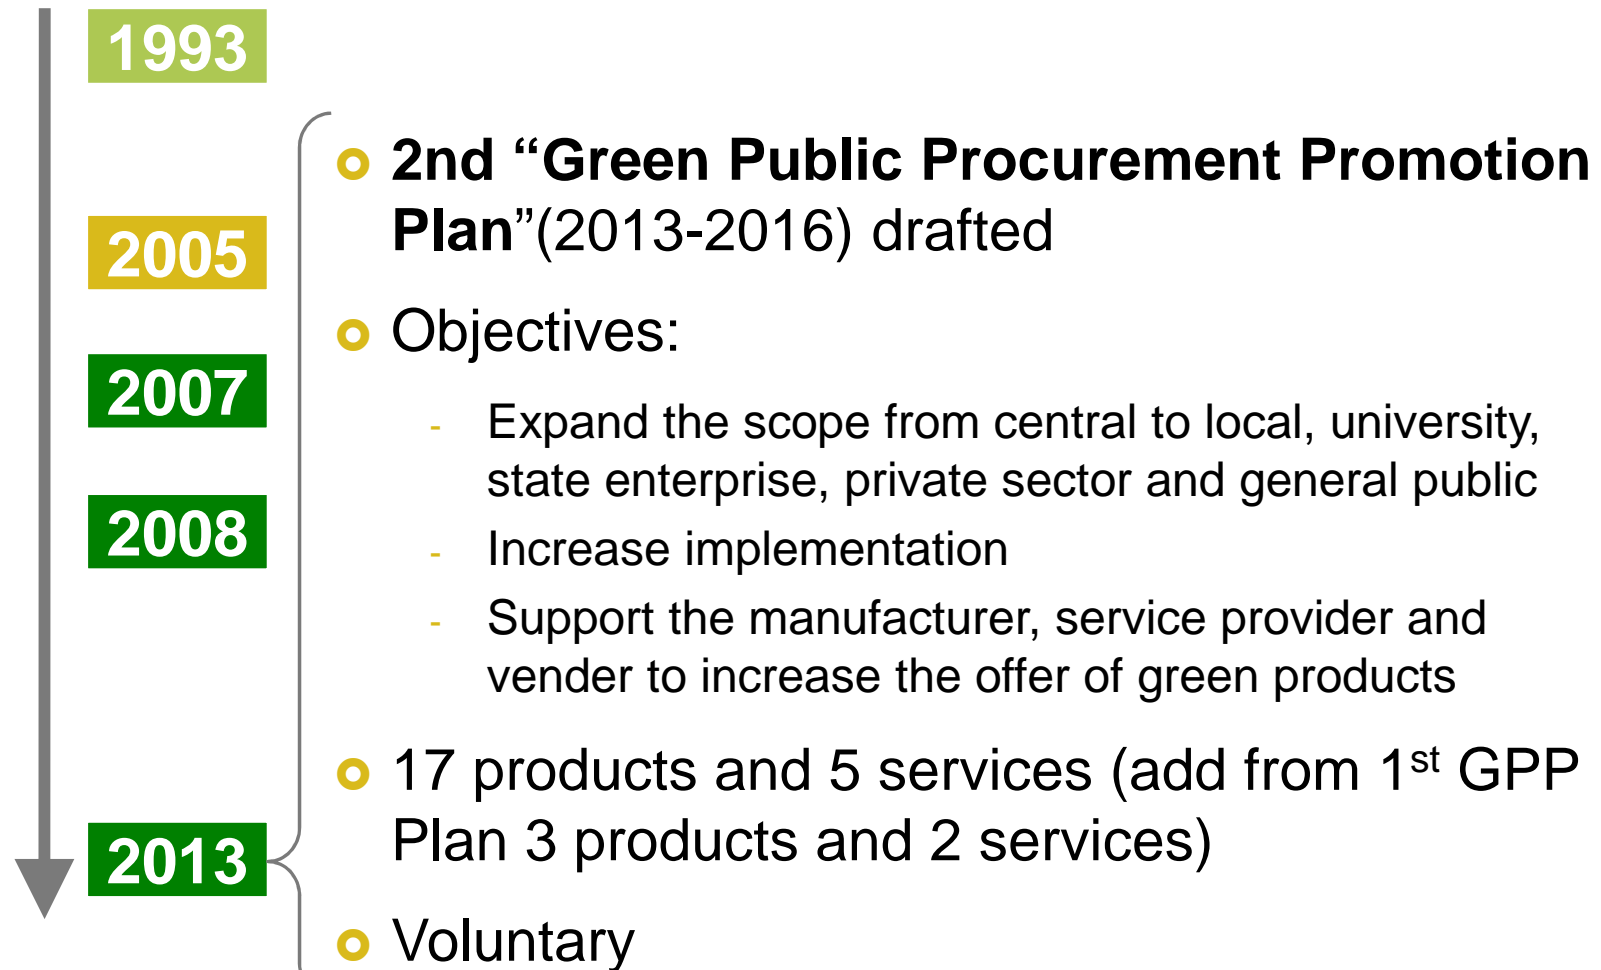 1993
2005
2007
2008
2013
2nd “Green Public Procurement Promotion
Plan”(2013-2016) drafted
Objectives:
- Expand the scope from central to local, university,
state enterprise, private sector and general public
- Increase implementation
- Support the manufacturer, service provider and
vender to increase the offer of green products
17 products and 5 services (add from 1st GPP
Plan 3 products and 2 services)
Voluntary